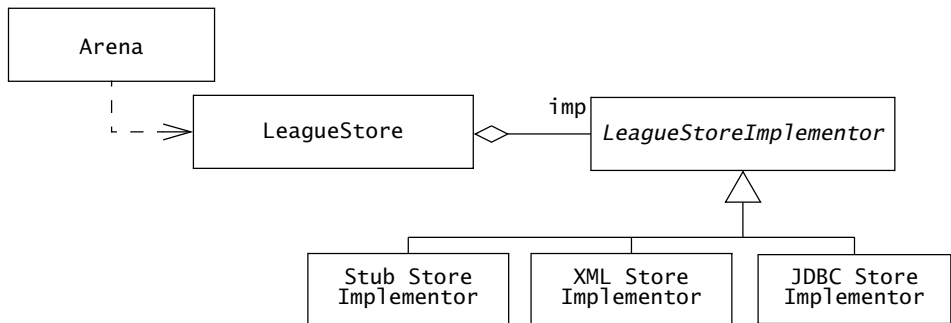 Arena
LeagueStore
imp
LeagueStoreImplementor
Stub Store
Implementor
XML Store
Implementor
JDBC Store
Implementor